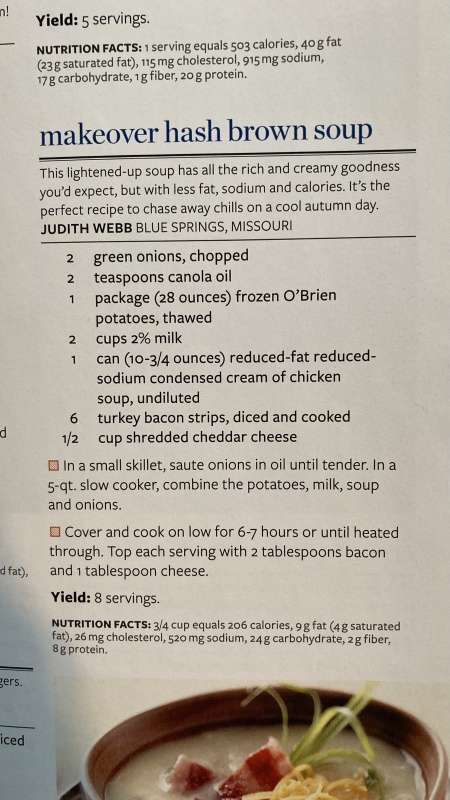 n!
Yield: 5 servings.
NUTRITION FACTS: 1 serving equals 503 calories, 40 g fat
(23 g saturated fat), 115 mg cholesterol, 915 mg sodium,
17 g carbohydrate, 1 g fiber, 20 g protein.
makeover hash brown soup
This lightened-up soup has all the rich and creamy goodness
you'd expect, but with less fat, sodium and calories. It's the
perfect recipe to chase away chills on a cool autumn day.
JUDITH WEBB BLUE SPRINGS, MISSOURI
2 green onions, chopped
2 teaspoons canola oil
1 package (28 ounces) frozen O'Brien
potatoes, thawed
2 cups 2% milk
1 can (10-3/4 ounces) reduced-fat reduced-
sodium condensed cream of chicken
soup, undiluted
6 turkey bacon strips, diced and cooked
1/2 cup shredded cheddar cheese
In a small skillet, saute onions in oil until tender. In a
5-qt. slow cooker, combine the potatoes, milk, soup
and onions.
Cover and cook on low for 6-7 hours or until heated
through. Top each serving with 2 tablespoons bacon
and 1 tablespoon cheese.
Yield: 8 servings.
NUTRITION FACTS: 3/4 cup equals 206 calories, 9 g fat (4 g saturated
fat), 26 mg cholesterol, 520 mg sodium, 24 g carbohydrate, 2 g fiber,
8 g protein.
d
d fat),
gers.
iced